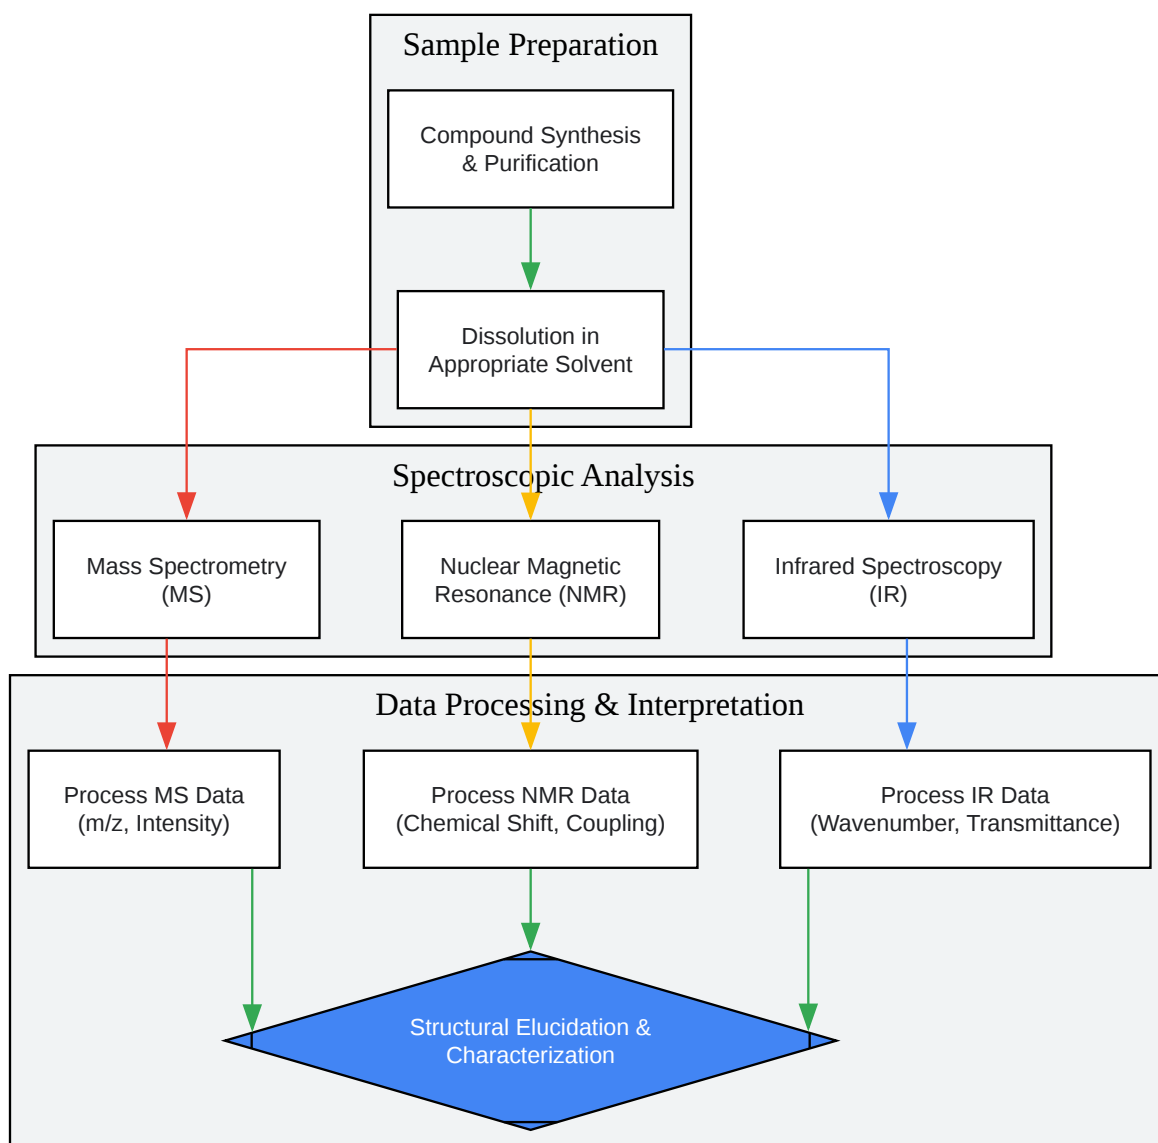 Sample Preparation
Compound Synthesis
& Purification
Dissolution in
Appropriate Solvent
Spectroscopic Analysis
Mass Spectrometry
(MS)
Nuclear Magnetic
Resonance (NMR)
Infrared Spectroscopy
(IR)
Data Processing & Interpretation
Process MS Data
(m/z, Intensity)
Process NMR Data
(Chemical Shift, Coupling)
Process IR Data
(Wavenumber, Transmittance)
Structural Elucidation &
Characterization